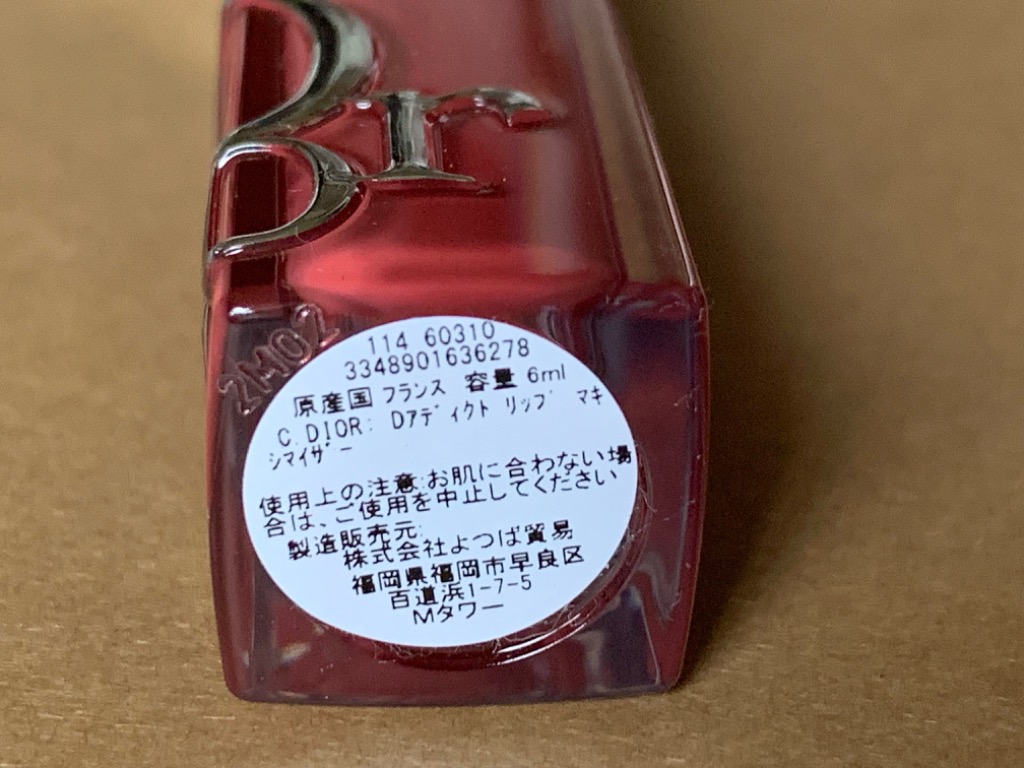 Br
2M02
114 60310
3348901636278
原産国 フランス 容量 6ml
C.DIOR: Dアディクト リップ マキ
シマイザー
使用上の注意:お肌に合わない場
合は、ご使用を中止してください
製造販売元:
株式会社よつば貿易
福岡県福岡市早良区
百道浜1-7-5
Mタワー